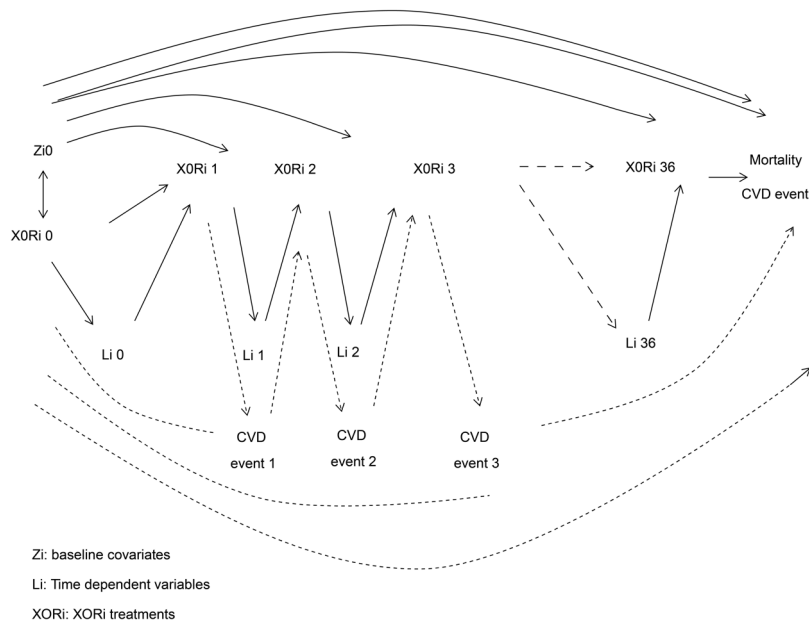 Zi0
X0Ri 0
X0Ri 1
X0Ri 2
X0Ri 3
X0Ri 36
Mortality
CVD event
Li 0
Li 1
Li 2
Li 36
CVD
event 1
CVD
event 2
CVD
event 3
Zi: baseline covariates
Li: Time dependent variables
XORi: XORi treatments